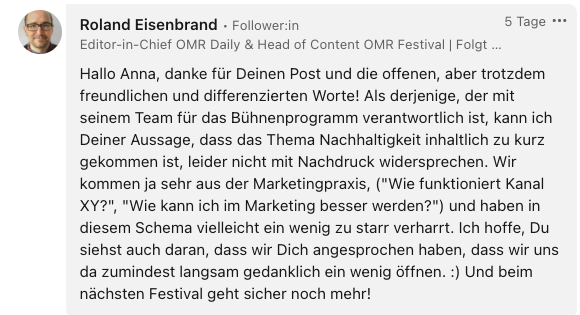 Roland Eisenbrand · Follower:in
5 Tage ···
Editor-in-Chief OMR Daily & Head of Content OMR Festival | Folgt ...
Hallo Anna, danke für Deinen Post und die offenen, aber trotzdem
freundlichen und differenzierten Worte! Als derjenige, der mit
seinem Team für das Bühnenprogramm verantwortlich ist, kann ich
Deiner Aussage, dass das Thema Nachhaltigkeit inhaltlich zu kurz
gekommen ist, leider nicht mit Nachdruck widersprechen. Wir
kommen ja sehr aus der Marketingpraxis, ("Wie funktioniert Kanal
XY?", "Wie kann ich im Marketing besser werden?") und haben in
diesem Schema vielleicht ein wenig zu starr verharrt. Ich hoffe, Du
siehst auch daran, dass wir Dich angesprochen haben, dass wir uns
da zumindest langsam gedanklich ein wenig öffnen. :) Und beim
nächsten Festival geht sicher noch mehr!